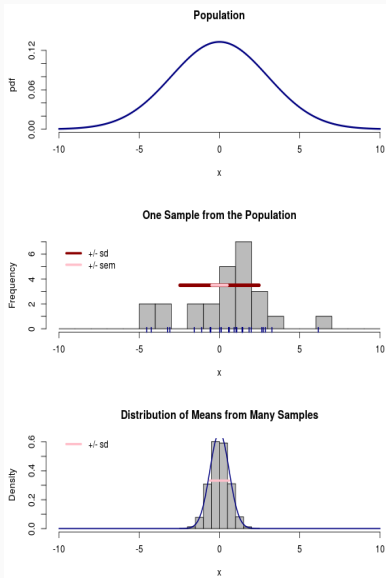 Population
pdf
0.00 0.06 0.12
-10 -5 0 5 10
x
One Sample from the Population
+/- sd
+/- sem
Frequency
0 2 4 6
-10 -5 0 5 10
x
Distribution of Means from Many Samples
+/- sd
Density
0.0 0.2 0.4 0.6
-10 -5 0 5 10
x